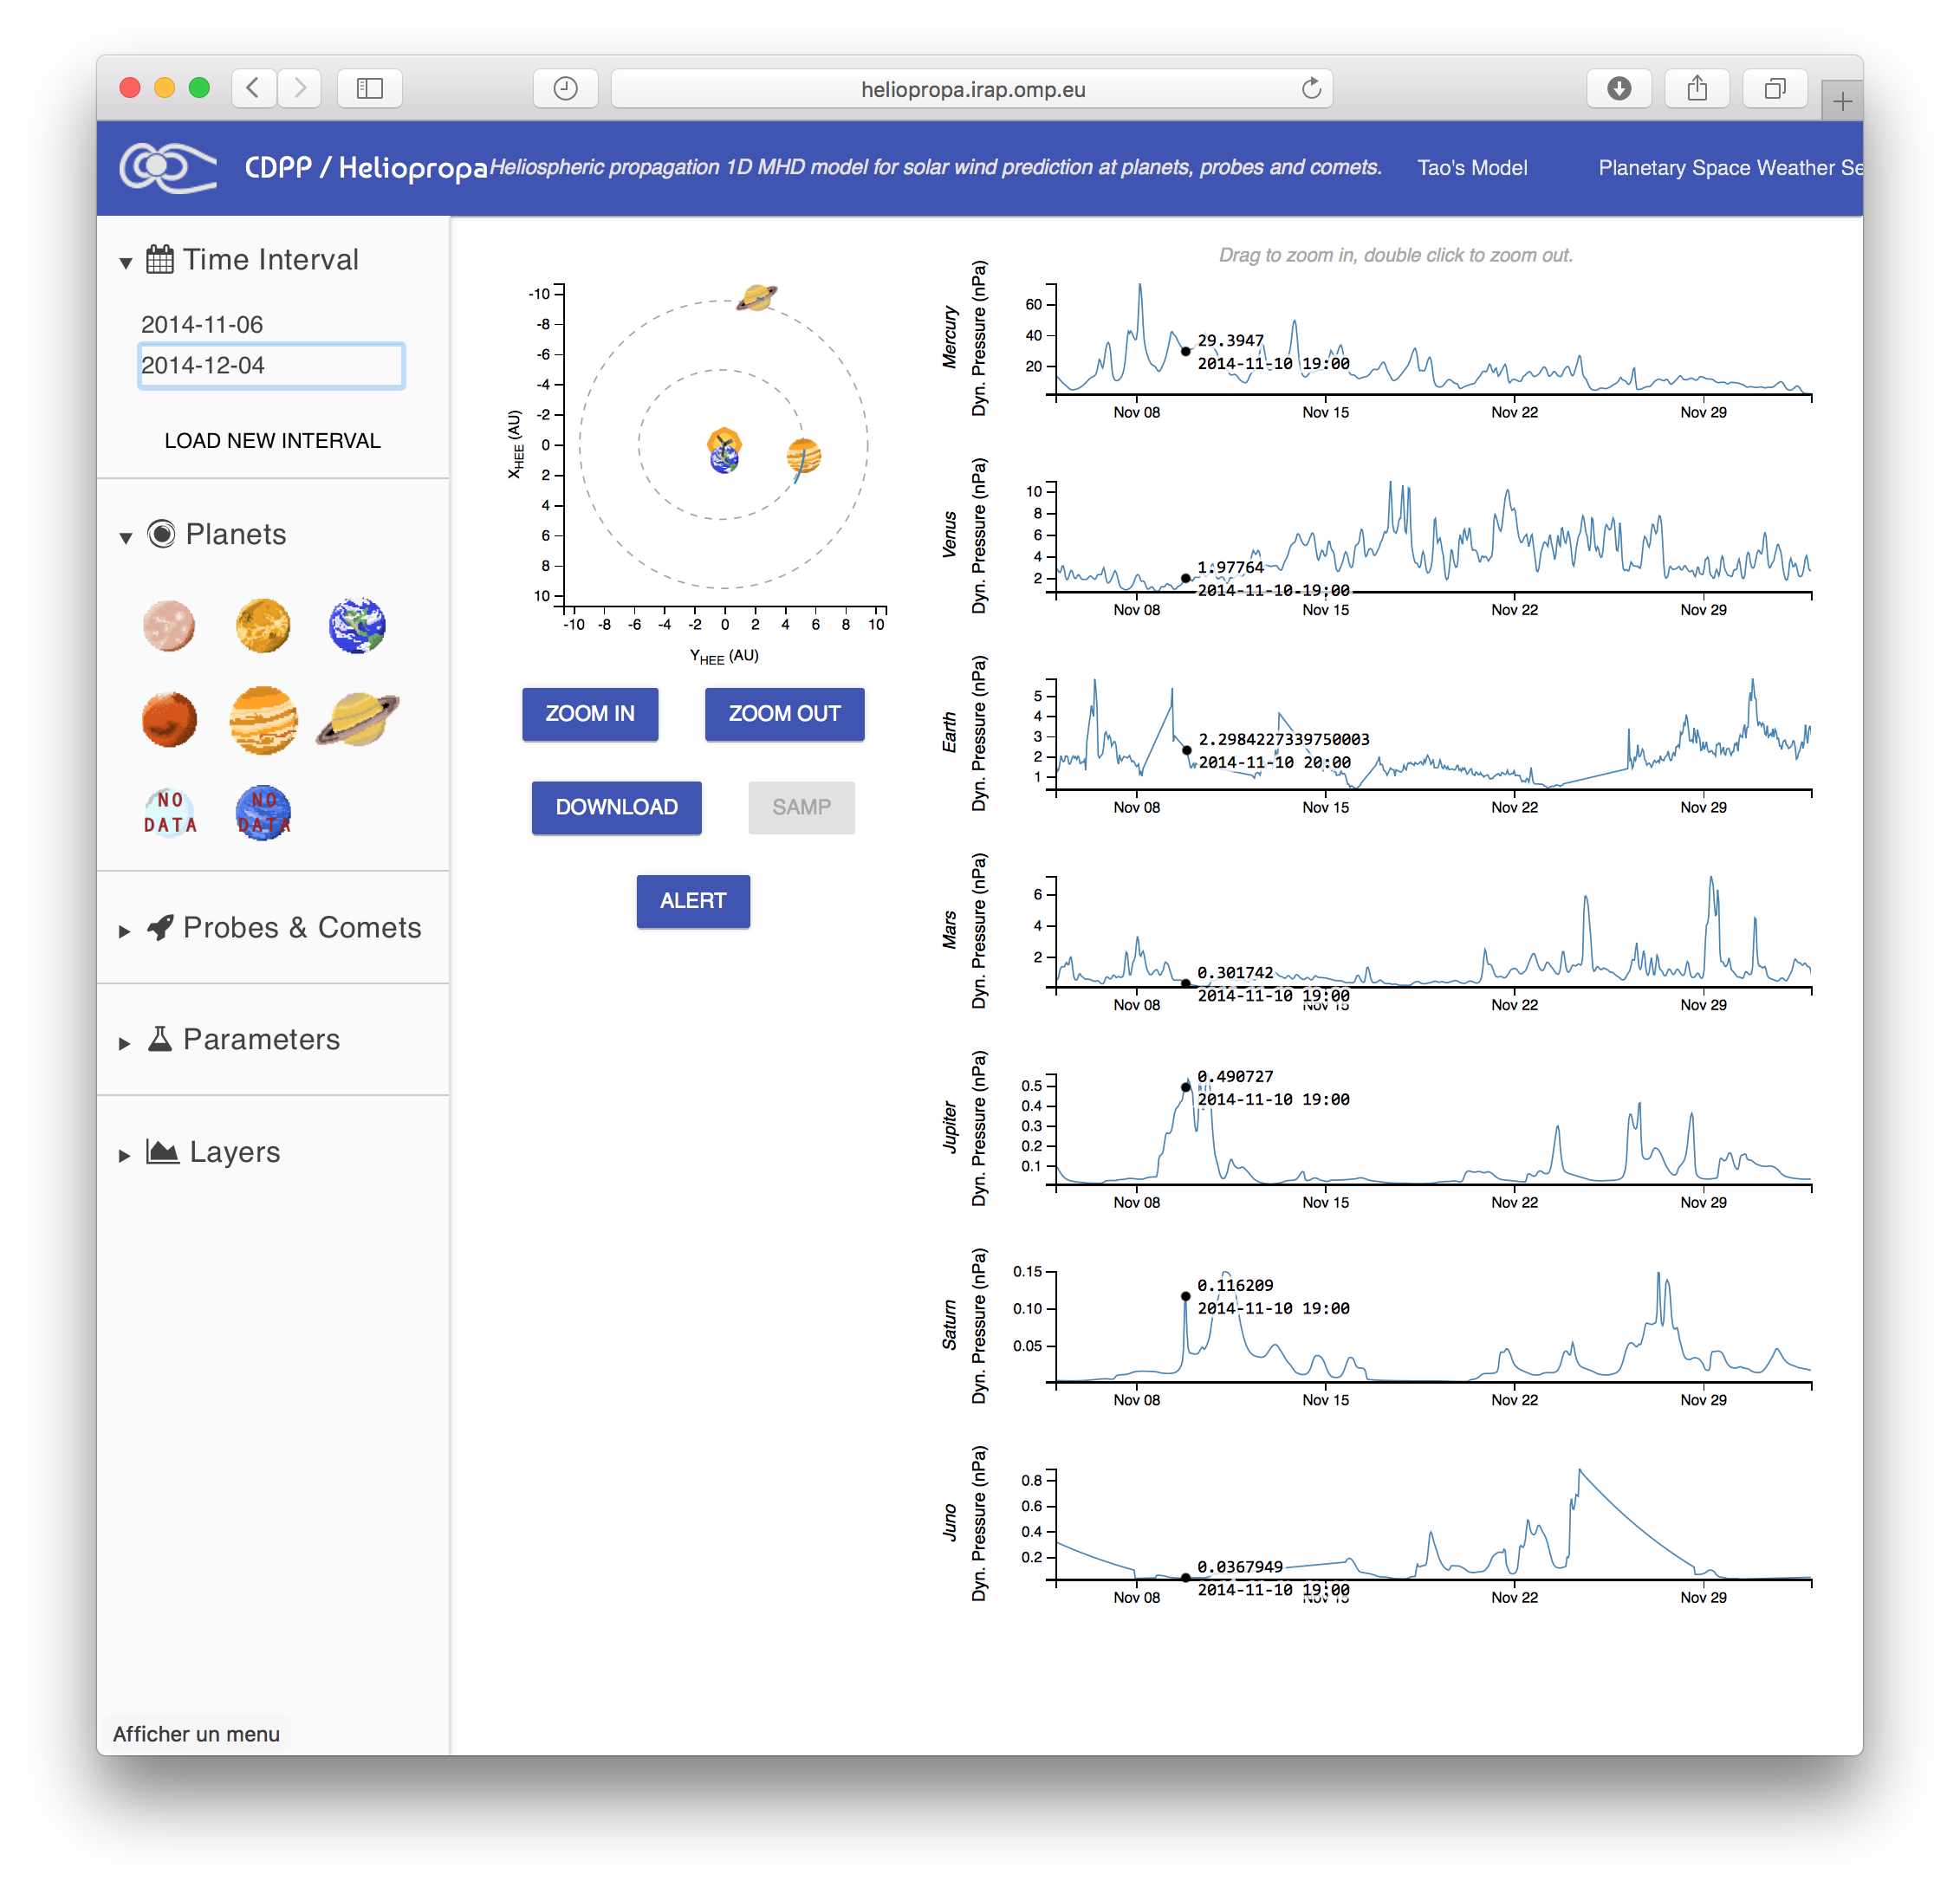 heliopropa.irap.omp.eu
CDPP / Heliopropa
Heliospheric propagation 1D MHD model for solar wind prediction at planets, probes and comets.
Tao's Model
Planetary Space Weather Se
Time Interval
2014-11-06
2014-12-04
LOAD NEW INTERVAL
Planets
NO DATA
NO DATA
Probes & Comets
Parameters
Layers
Afficher un menu
-10
-8
-6
-4
-2
0
2
4
6
8
10
XHEE (AU)
-10 -8 -6 -4 -2 0 2 4 6 8 10
YHEE (AU)
ZOOM IN
ZOOM OUT
DOWNLOAD
SAMP
ALERT
Drag to zoom in, double click to zoom out.
Mercury
Dyn. Pressure (nPa)
60
40
20
29.3947
2014-11-10 19:00
Nov 08 Nov 15 Nov 22 Nov 29
Venus
Dyn. Pressure (nPa)
10
8
6
4
2
1.97764
2014-11-10 19:00
Nov 08 Nov 15 Nov 22 Nov 29
Earth
Dyn. Pressure (nPa)
5
4
3
2
1
2.2984227339750003
2014-11-10 20:00
Nov 08 Nov 15 Nov 22 Nov 29
Mars
Dyn. Pressure (nPa)
6
4
2
0.301742
2014-11-10 19:00
Nov 08 Nov 15 Nov 22 Nov 29
Jupiter
Dyn. Pressure (nPa)
0.5
0.4
0.3
0.2
0.1
0.490727
2014-11-10 19:00
Nov 08 Nov 15 Nov 22 Nov 29
Saturn
Dyn. Pressure (nPa)
0.15
0.10
0.05
0.116209
2014-11-10 19:00
Nov 08 Nov 15 Nov 22 Nov 29
Juno
Dyn. Pressure (nPa)
0.8
0.6
0.4
0.2
0.0367949
2014-11-10 19:00
Nov 08 Nov 15 Nov 22 Nov 29